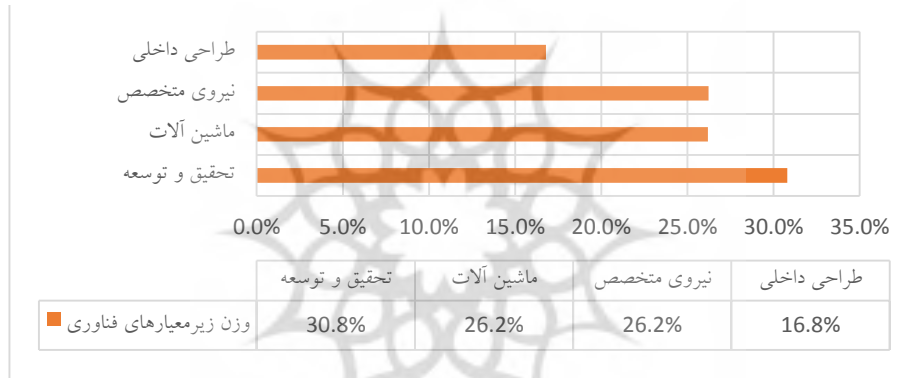 طراحی داخلی
نیروی متخصص
ماشین آلات
تحقیق و توسعه
0.0% 5.0% 10.0% 15.0% 20.0% 25.0% 30.0% 35.0%
تحقیق و توسعه ماشین آلات نیروی متخصص طراحی داخلی
وزن زیرمعیارهای فناوری 30.8% 26.2% 26.2% 16.8%